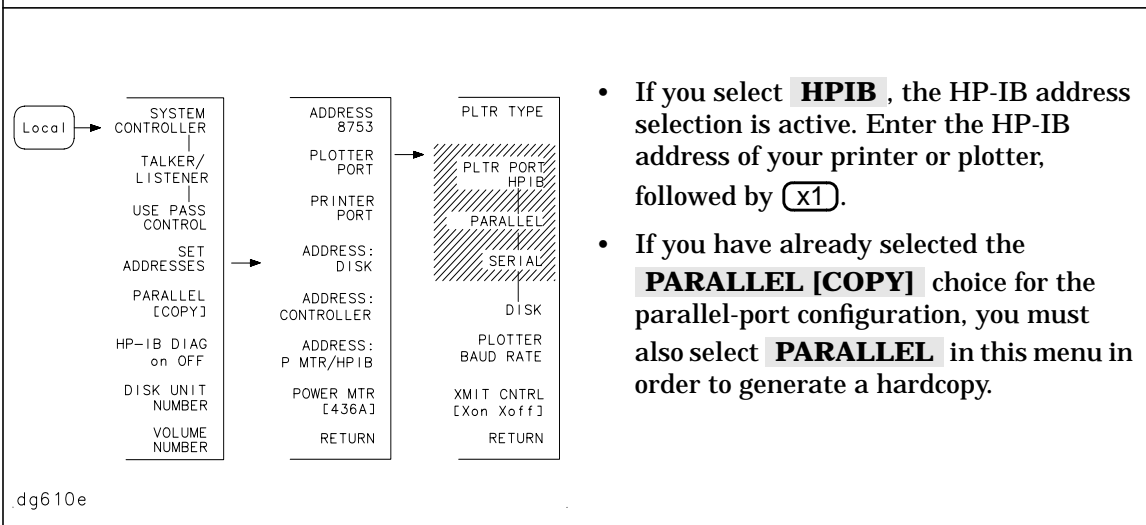 Local
SYSTEM
CONTROLLER
TALKER/
LISTENER
USE PASS
CONTROL
SET
ADDRESSES
PARALLEL
[COPY]
HP-IB DIAG
on OFF
DISK UNIT
NUMBER
VOLUME
NUMBER
ADDRESS
8753
PLOTTER
PORT
PRINTER
PORT
ADDRESS:
DISK
ADDRESS:
CONTROLLER
ADDRESS:
P MTR/HPIB
POWER MTR
[436A]
RETURN
PLTR TYPE
PLTR PORT
HPIB
PARALLEL
SERIAL
DISK
PLOTTER
BAUD RATE
XMIT CNTRL
[Xon Xoff]
RETURN
dg610e
• If you select HPIB , the HP-IB address
selection is active. Enter the HP-IB
address of your printer or plotter,
followed by x1.
• If you have already selected the
PARALLEL [COPY] choice for the
parallel-port configuration, you must
also select PARALLEL in this menu in
order to generate a hardcopy.